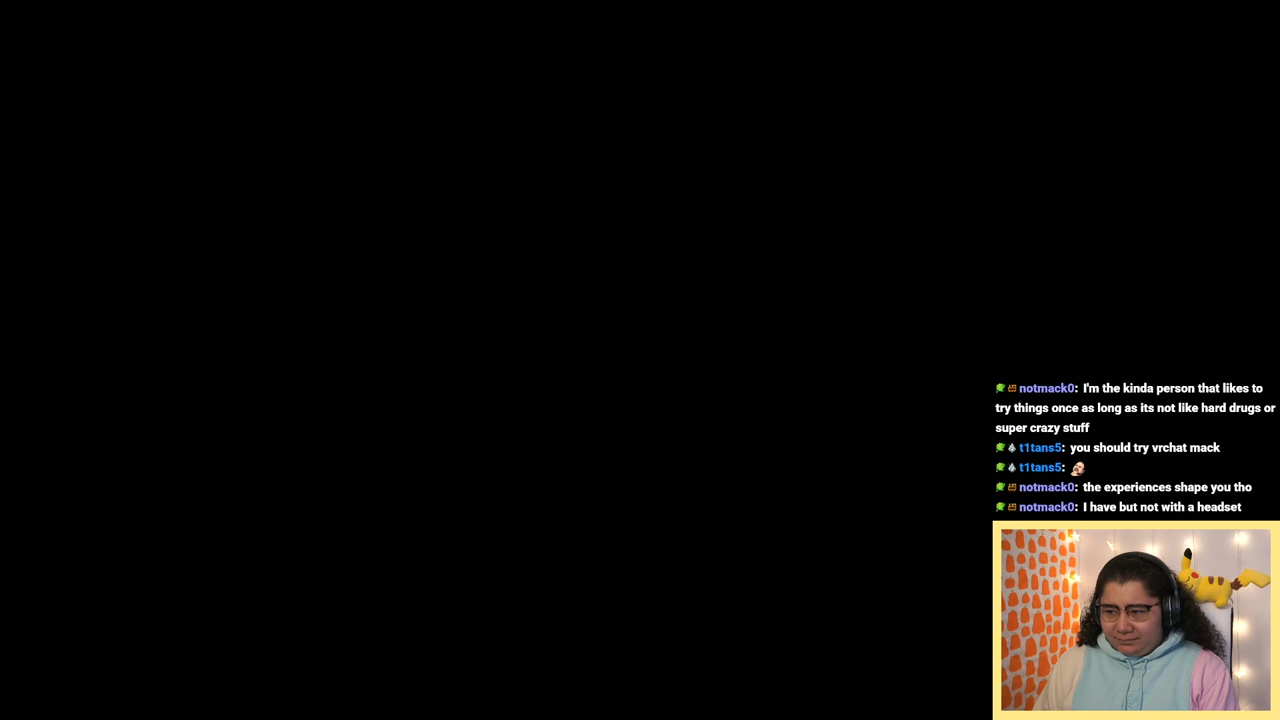 notmack0: I'm the kinda person that likes to
try things once as long as its not like hard drugs or
super crazy stuff
t1tans5: you should try vrchat mack
t1tans5:
notmack0: the experiences shape you tho
notmack0: I have but not with a headset